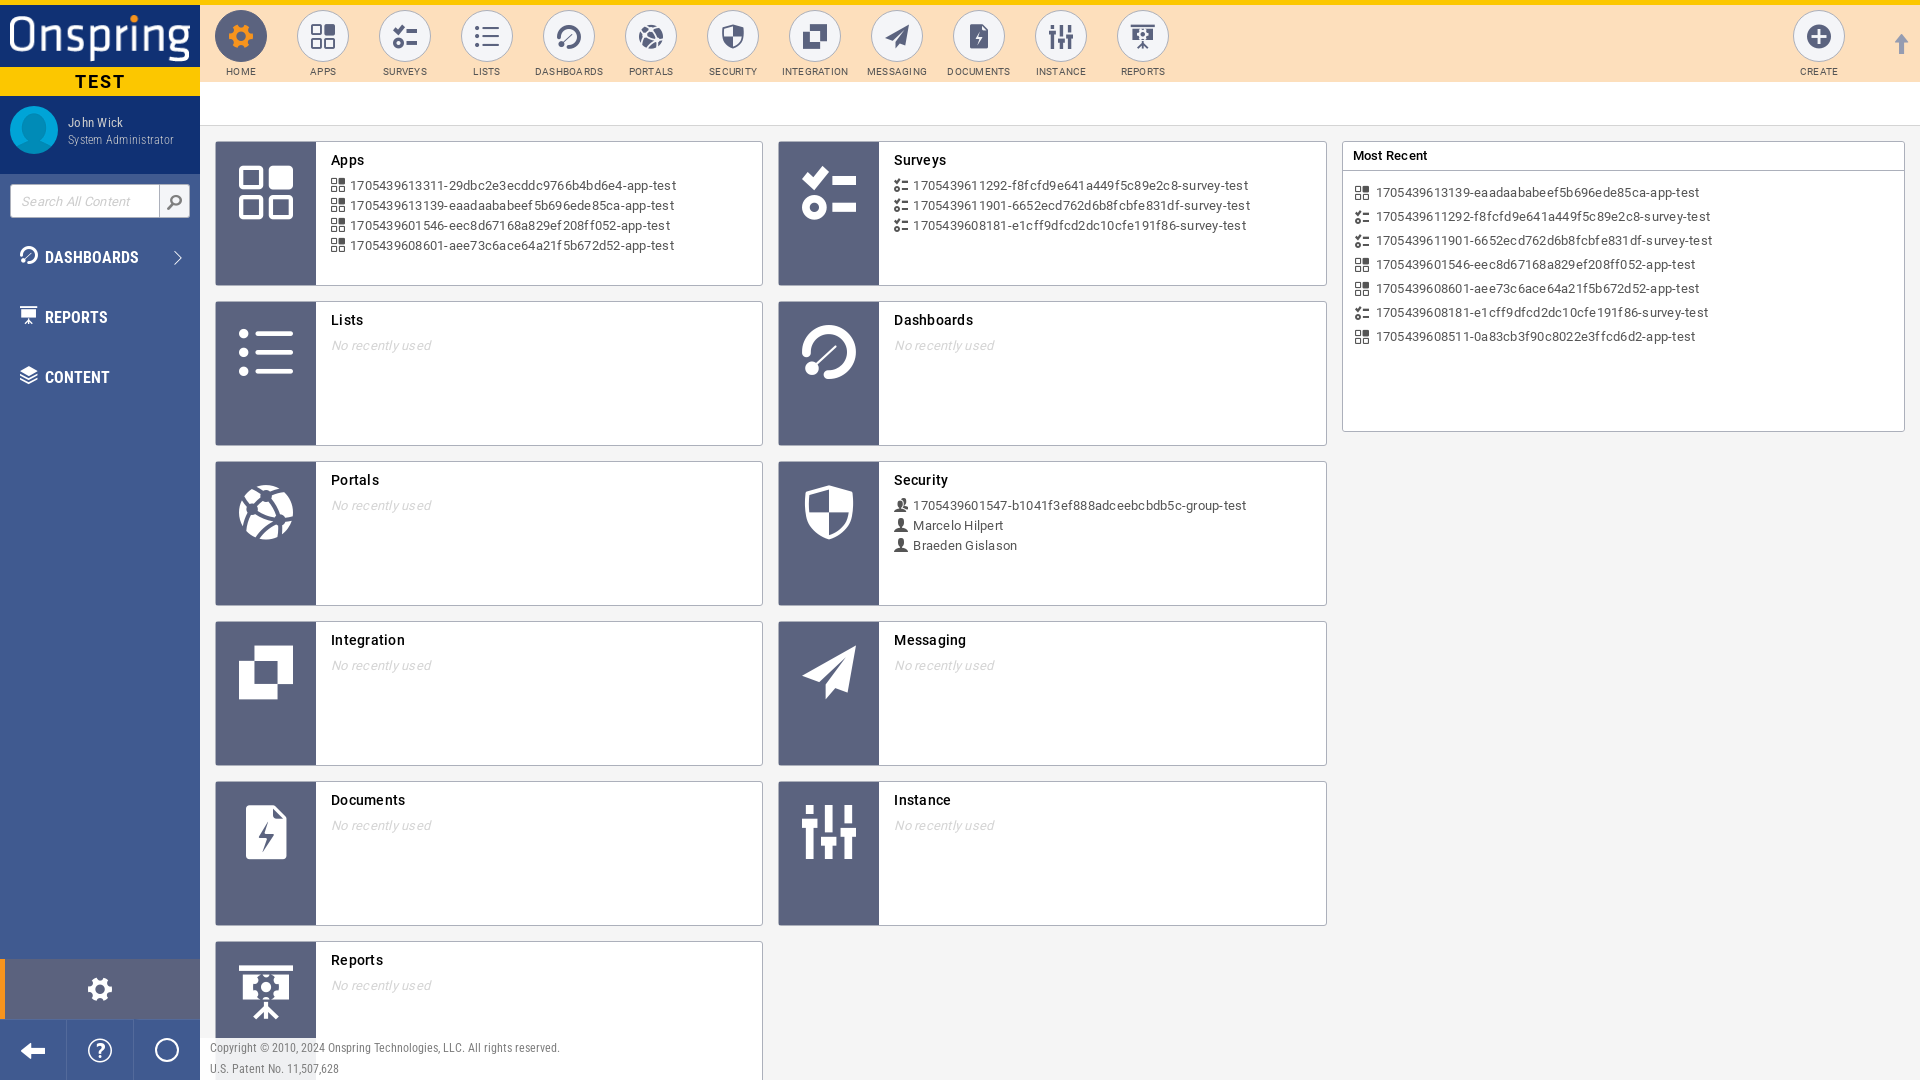 Onspring
TEST
John Wick
System Administrator
Search All Content
DASHBOARDS
REPORTS
CONTENT
HOME
APPS
SURVEYS
LISTS
DASHBOARDS
PORTALS
SECURITY
INTEGRATION
MESSAGING
DOCUMENTS
INSTANCE
REPORTS
CREATE
Apps
1705439613311-29dbc2e3ecddc9766b4bd6e4-app-test
1705439613139-eaadaababeef5b696ede85ca-app-test
1705439601546-eec8d67168a829ef208ff052-app-test
1705439608601-aee73c6ace64a21f5b672d52-app-test
Surveys
1705439611292-f8fcfd9e641a449f5c89e2c8-survey-test
1705439611901-6652ecd762d6b8fcbfe831df-survey-test
1705439608181-e1cff9dfcd2dc10cfe191f86-survey-test
Lists
No recently used
Dashboards
No recently used
Portals
No recently used
Security
1705439601547-b1041f3ef888adceebcbdb5c-group-test
Marcelo Hilpert
Braeden Gislason
Integration
No recently used
Messaging
No recently used
Documents
No recently used
Instance
No recently used
Reports
No recently used
Most Recent
1705439613139-eaadaababeef5b696ede85ca-app-test
1705439611292-f8fcfd9e641a449f5c89e2c8-survey-test
1705439611901-6652ecd762d6b8fcbfe831df-survey-test
1705439601546-eec8d67168a829ef208ff052-app-test
1705439608601-aee73c6ace64a21f5b672d52-app-test
1705439608181-e1cff9dfcd2dc10cfe191f86-survey-test
1705439608511-0a83cb3f90c8022e3ffcd6d2-app-test
Copyright © 2010, 2024 Onspring Technologies, LLC. All rights reserved.
U.S. Patent No. 11,507,628